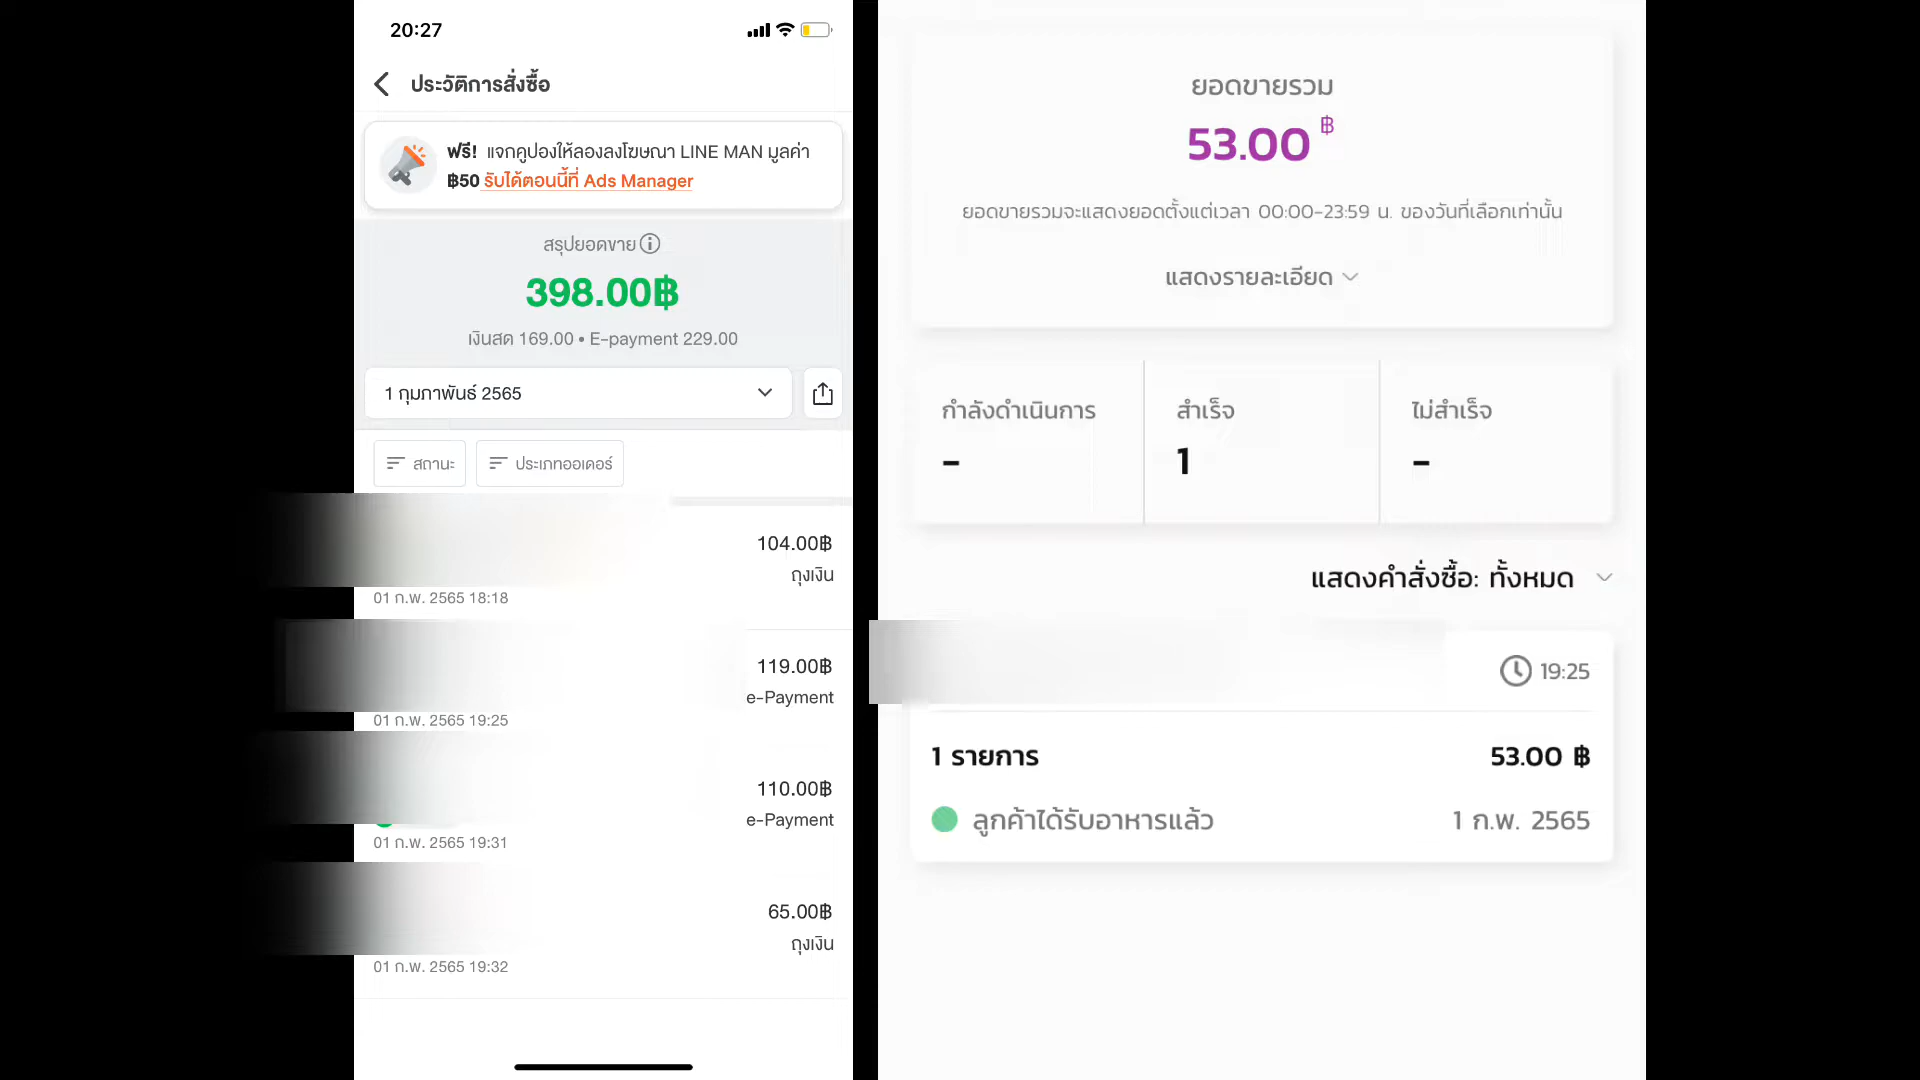 20:27
ประวัติการสั่งซื้อ
ฟรี! แจกคูปองให้ลองลงโฆษณา LINE MAN มูลค่า
฿50 รับได้ตอนนี้ที่ Ads Manager
สรุปยอดขาย
398.00฿
เงินสด 169.00 • E-payment 229.00
1 กุมภาพันธ์ 2565
สถานะ
ประเภทออเดอร์
104.00฿
ถุงเงิน
01 ก.พ. 2565 18:18
119.00฿
e-Payment
01 ก.พ. 2565 19:25
110.00฿
e-Payment
01 ก.พ. 2565 19:31
65.00฿
ถุงเงิน
01 ก.พ. 2565 19:32
ยอดขายรวม
53.00 ฿
ยอดขายรวมจะแสดงยอดตั้งแต่เวลา 00:00-23:59 น. ของวันที่เลือกเท่านั้น
แสดงรายละเอียด
กำลังดำเนินการ
-
สำเร็จ
1
ไม่สำเร็จ
-
แสดงคำสั่งซื้อ: ทั้งหมด
19:25
1 รายการ 53.00 ฿
ลูกค้าได้รับอาหารแล้ว 1 ก.พ. 2565